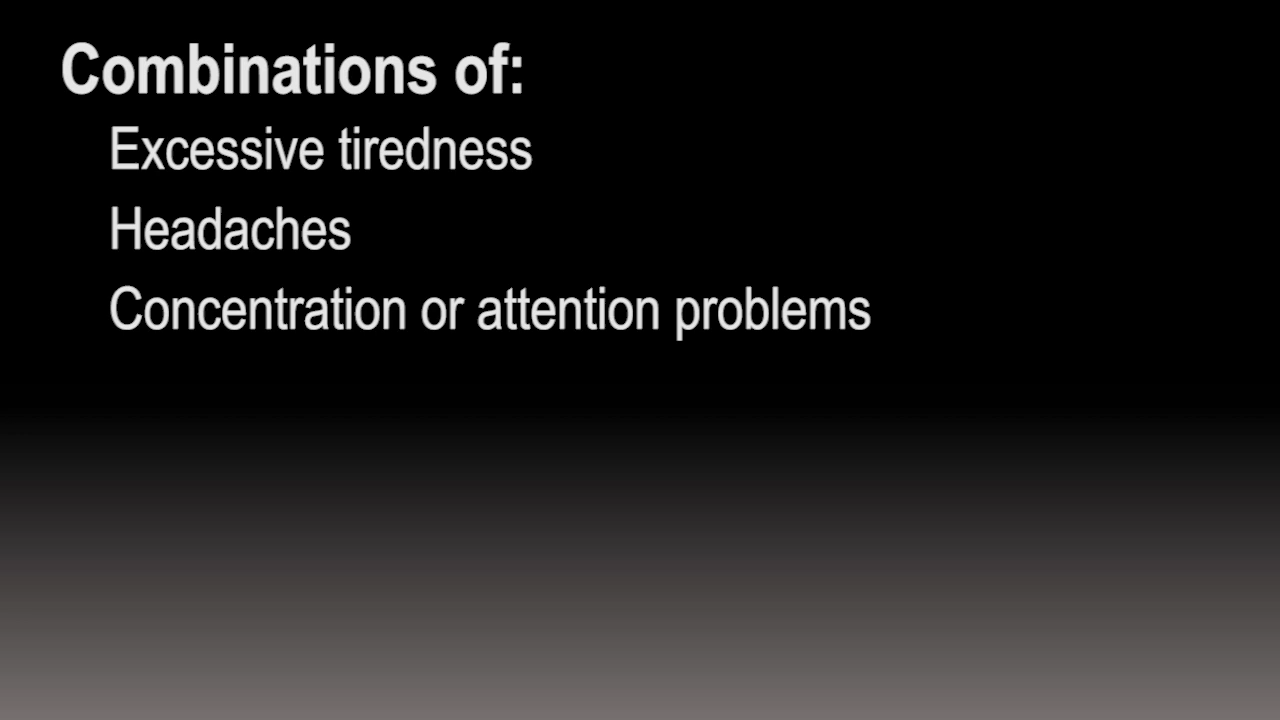 Combinations of:
Excessive tiredness
Headaches
Concentration or attention problems